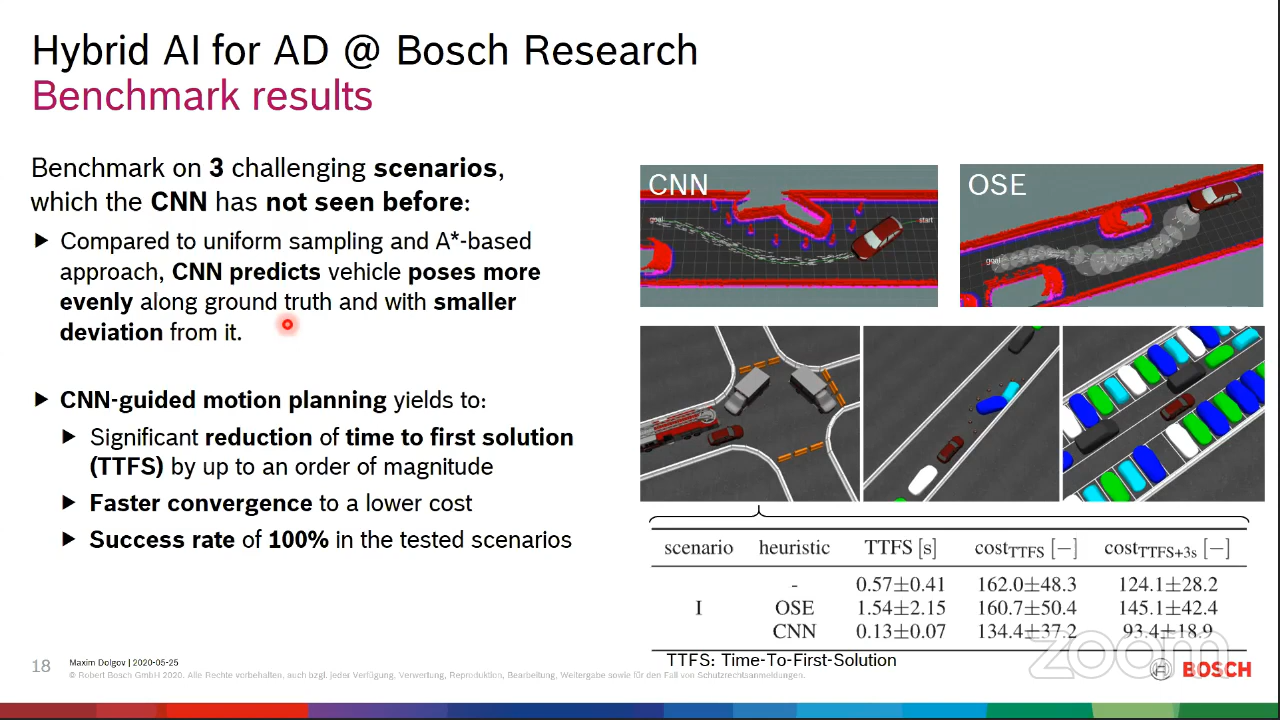 Hybrid AI for AD @ Bosch Research
Benchmark results
Benchmark on 3 challenging scenarios,
which the CNN has not seen before:
▶ Compared to uniform sampling and A*-based
approach, CNN predicts vehicle poses more
evenly along ground truth and with smaller
deviation from it.
▶ CNN-guided motion planning yields to:
▶ Significant reduction of time to first solution
(TTFS) by up to an order of magnitude
▶ Faster convergence to a lower cost
▶ Success rate of 100% in the tested scenarios
CNN
goal
start
OSE
goal
scenario heuristic TTFS [s] costTTFS [−] costTTFS+3s [−]
- 0.57±0.41 162.0±48.3 124.1±28.2
I OSE 1.54±2.15 160.7±50.4 145.1±42.4
CNN 0.13±0.07 134.4±37.2 93.4±18.9
TTFS: Time-To-First-Solution
zoom
BOSCH
18
Maxim Dolgov | 2020-05-25
© Robert Bosch GmbH 2020. Alle Rechte vorbehalten, auch bzgl. jeder Verfügung, Verwertung, Reproduktion, Bearbeitung, Weitergabe sowie für den Fall von Schutzrechtsanmeldungen.